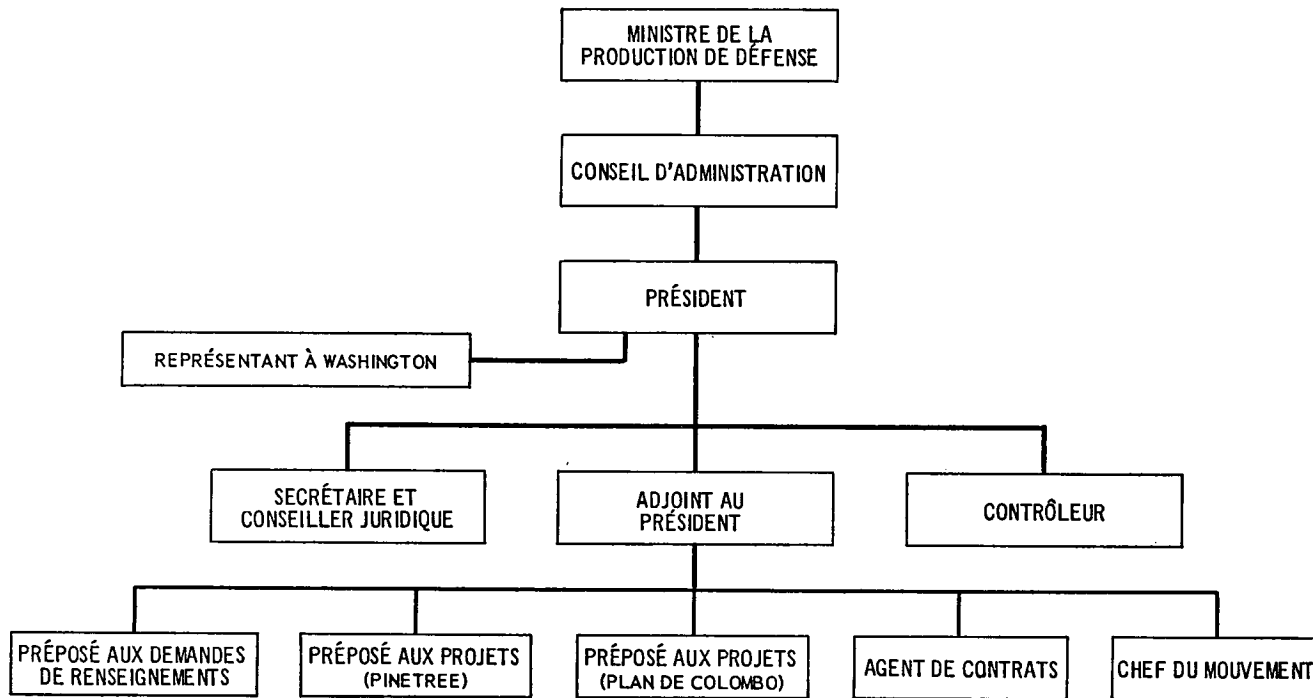 MINISTRE DE LA
PRODUCTION DE DÉFENSE
CONSEIL D'ADMINISTRATION
PRÉSIDENT
REPRÉSENTANT À WASHINGTON
SECRÉTAIRE ET
CONSEILLER JURIDIQUE
ADJOINT AU
PRÉSIDENT
CONTRÔLEUR
PRÉPOSÉ AUX DEMANDES
DE RENSEIGNEMENTS
PRÉPOSÉ AUX PROJETS
(PINETREE)
PRÉPOSÉ AUX PROJETS
(PLAN DE COLOMBO)
AGENT DE CONTRATS
CHEF DU MOUVEMENT